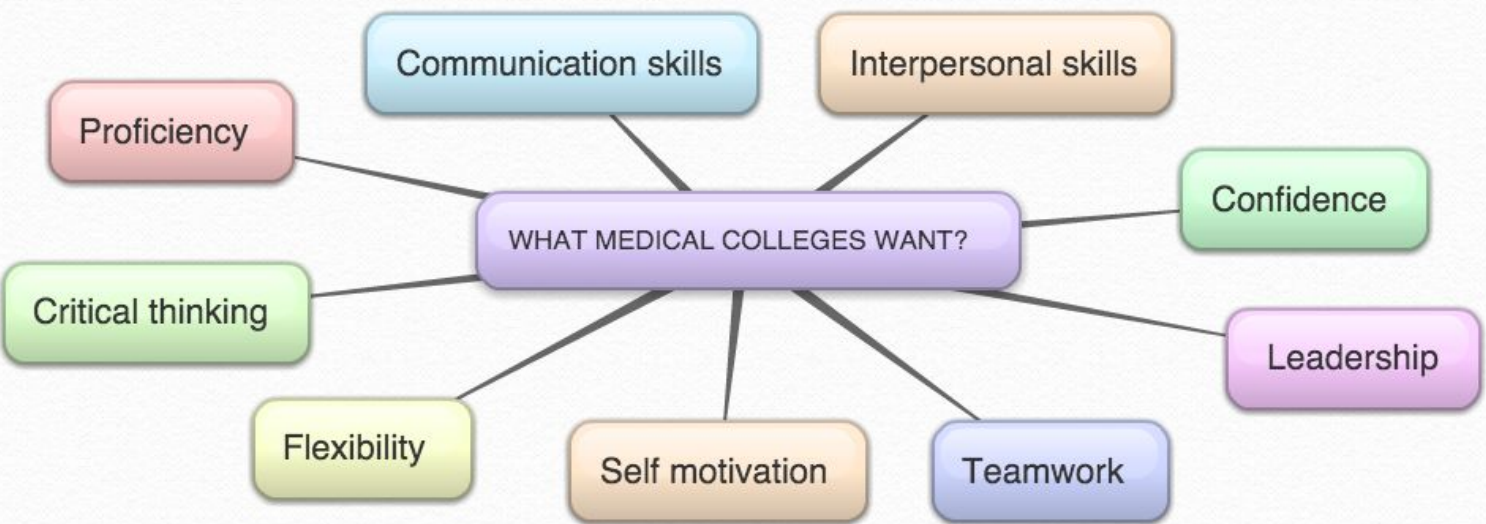 Communication skills
Interpersonal skills
Proficiency
Confidence
WHAT MEDICAL COLLEGES WANT?
Critical thinking
Leadership
Flexibility
Self motivation
Teamwork